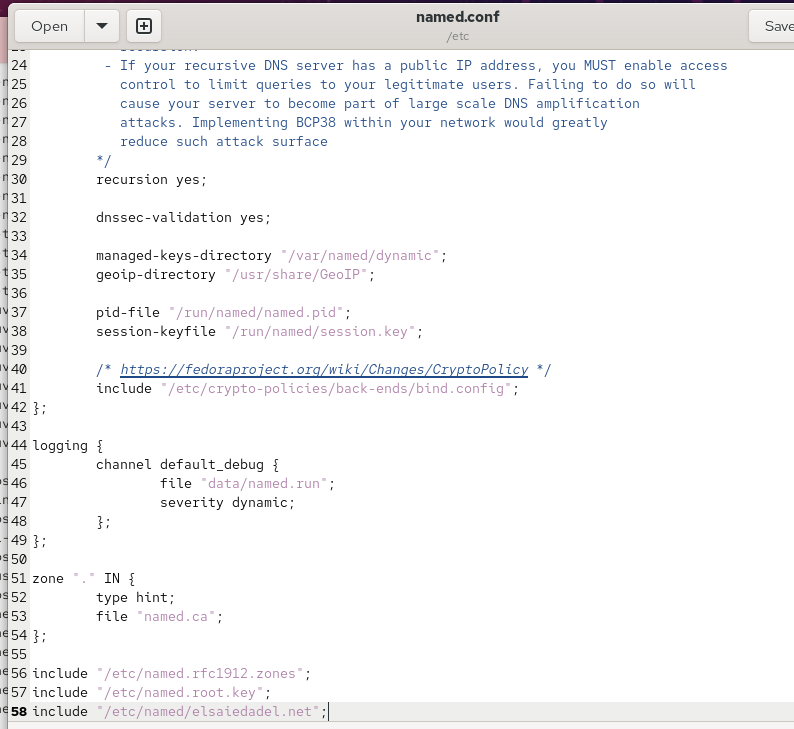 Open
named.conf
/etc
Save
24 - If your recursive DNS server has a public IP address, you MUST enable access
25 control to limit queries to your legitimate users. Failing to do so will
26 cause your server to become part of large scale DNS amplification
27 attacks. Implementing BCP38 within your network would greatly
28 reduce such attack surface
29 */
30 recursion yes;
31
32 dnssec-validation yes;
33
34 managed-keys-directory "/var/named/dynamic";
35 geoip-directory "/usr/share/GeoIP";
36
37 pid-file "/run/named/named.pid";
38 session-keyfile "/run/named/session.key";
39
40 /* https://fedoraproject.org/wiki/Changes/CryptoPolicy */
41 include "/etc/crypto-policies/back-ends/bind.config";
42 };
43
44 logging {
45 channel default_debug {
46 file "data/named.run";
47 severity dynamic;
48 };
49 };
50
51 zone "." IN {
52 type hint;
53 file "named.ca";
54 };
55
56 include "/etc/named.rfc1912.zones";
57 include "/etc/named.root.key";
58 include "/etc/named/elsaiedadel.net";